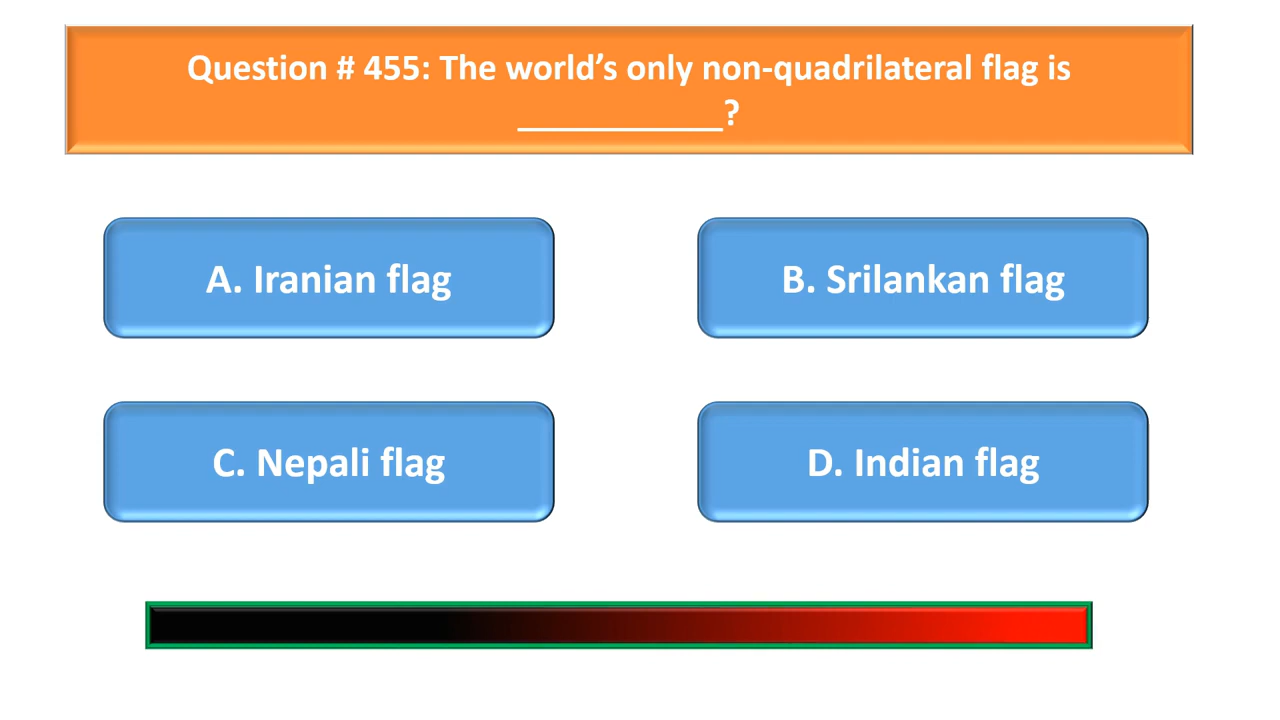 Question # 455: The world’s only non-quadrilateral flag is
___________?
A. Iranian flag
B. Srilankan flag
C. Nepali flag
D. Indian flag